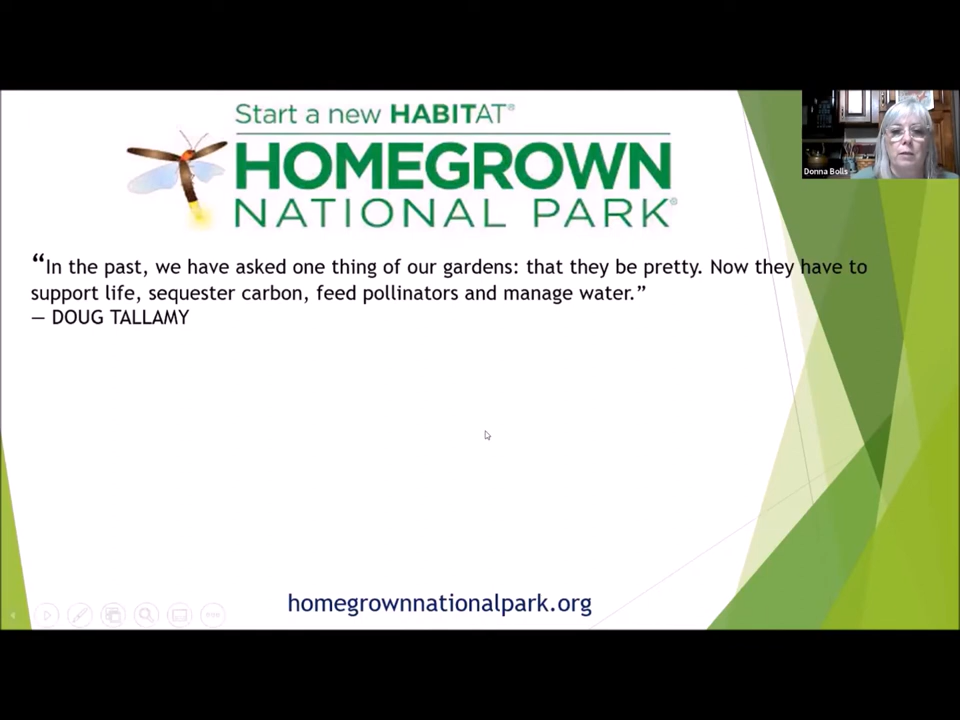 Start a new HABITAT®
HOMEGROWN
NATIONAL PARK®
Donna Bolls
“In the past, we have asked one thing of our gardens: that they be pretty. Now they have to
support life, sequester carbon, feed pollinators and manage water.”
— DOUG TALLAMY
homegrownnationalpark.org